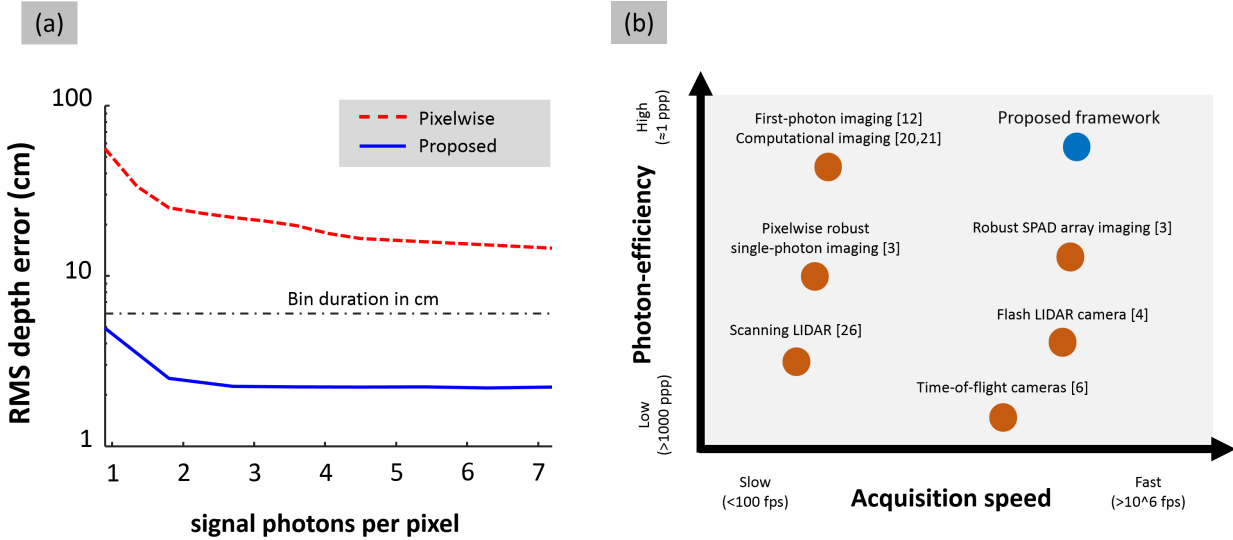 (a)
RMS depth error (cm)
100
10
1
Pixelwise
Proposed
Bin duration in cm
1 2 3 4 5 6 7
signal photons per pixel
(b)
Photon-efficiency
High
(≈1 ppp)
Low
(>1000 ppp)
First-photon imaging [12]
Computational imaging [20,21]
Proposed framework
Pixelwise robust
single-photon imaging [3]
Robust SPAD array imaging [3]
Scanning LIDAR [26]
Flash LIDAR camera [4]
Time-of-flight cameras [6]
Slow
(<100 fps)
Acquisition speed
Fast
(>10^6 fps)